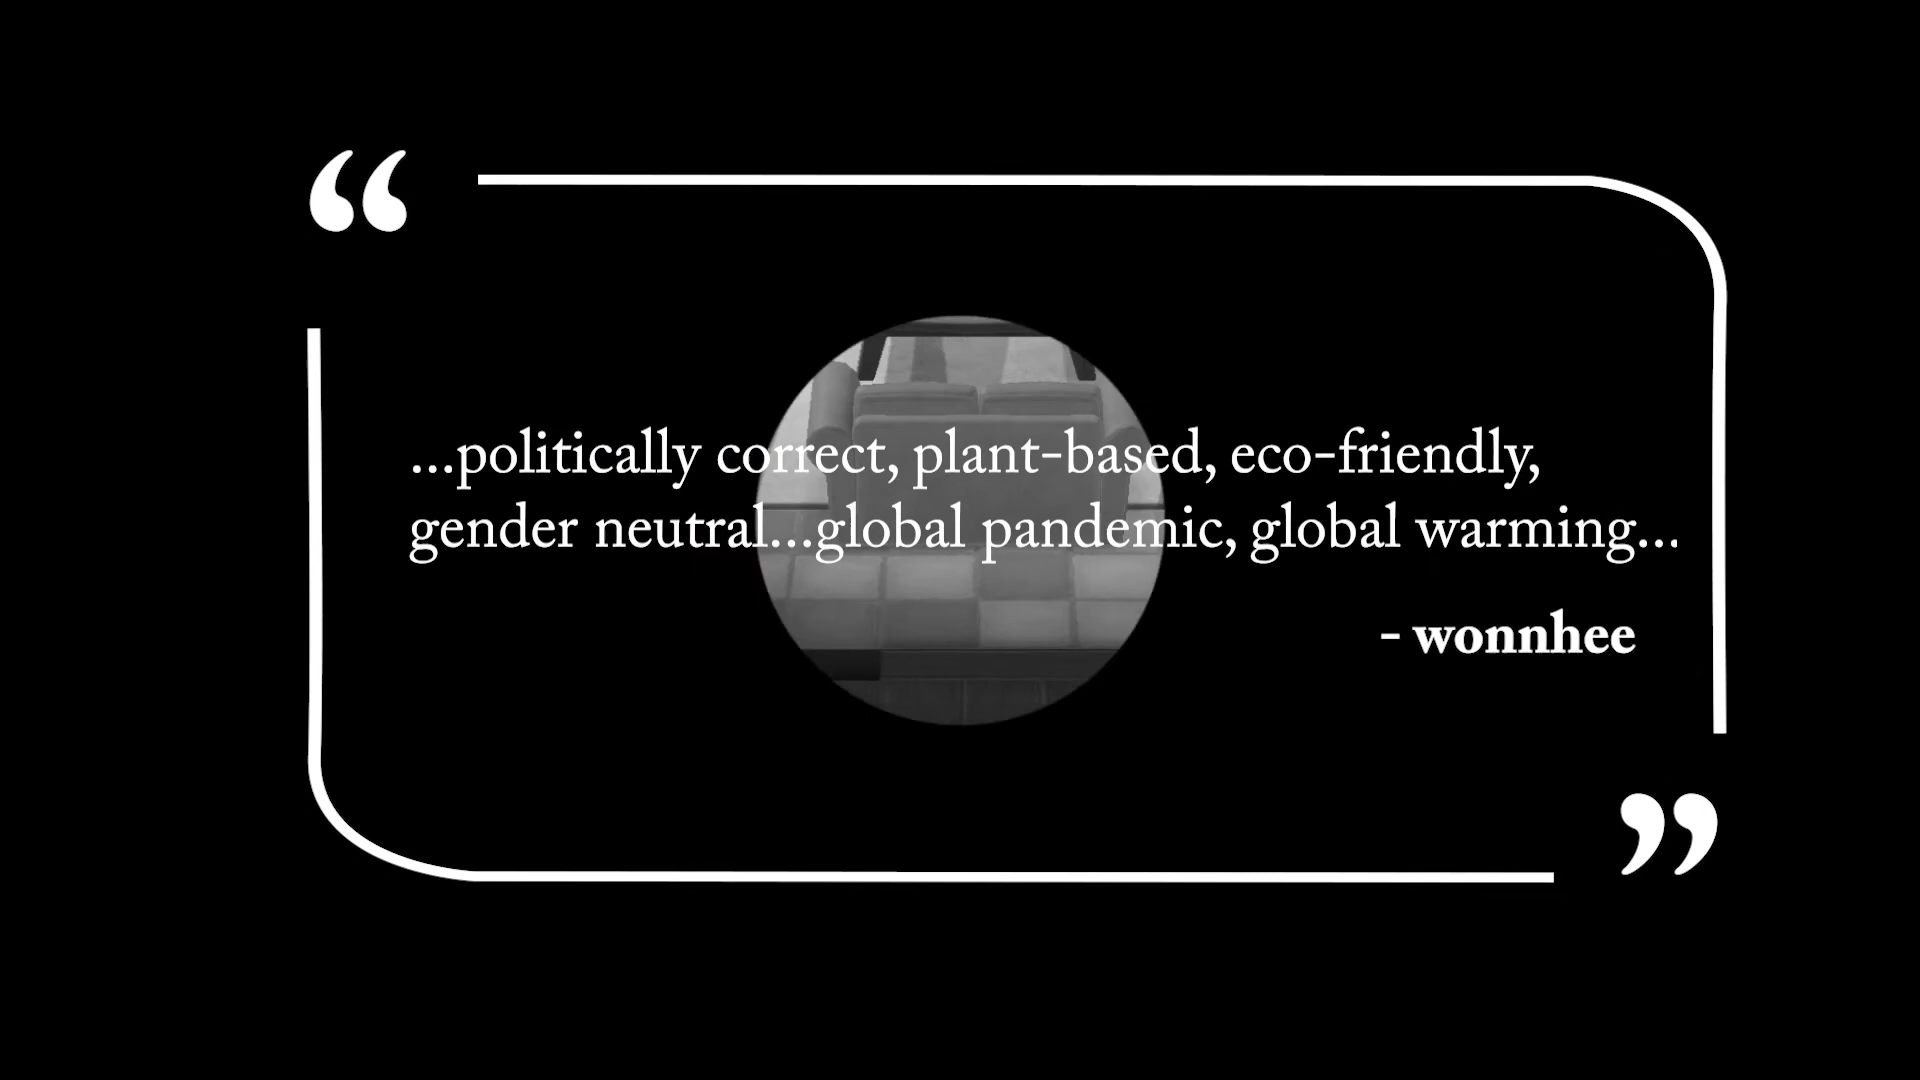 “
...politically correct, plant-based, eco-friendly,
gender neutral...global pandemic, global warming...
- wonnhee
”